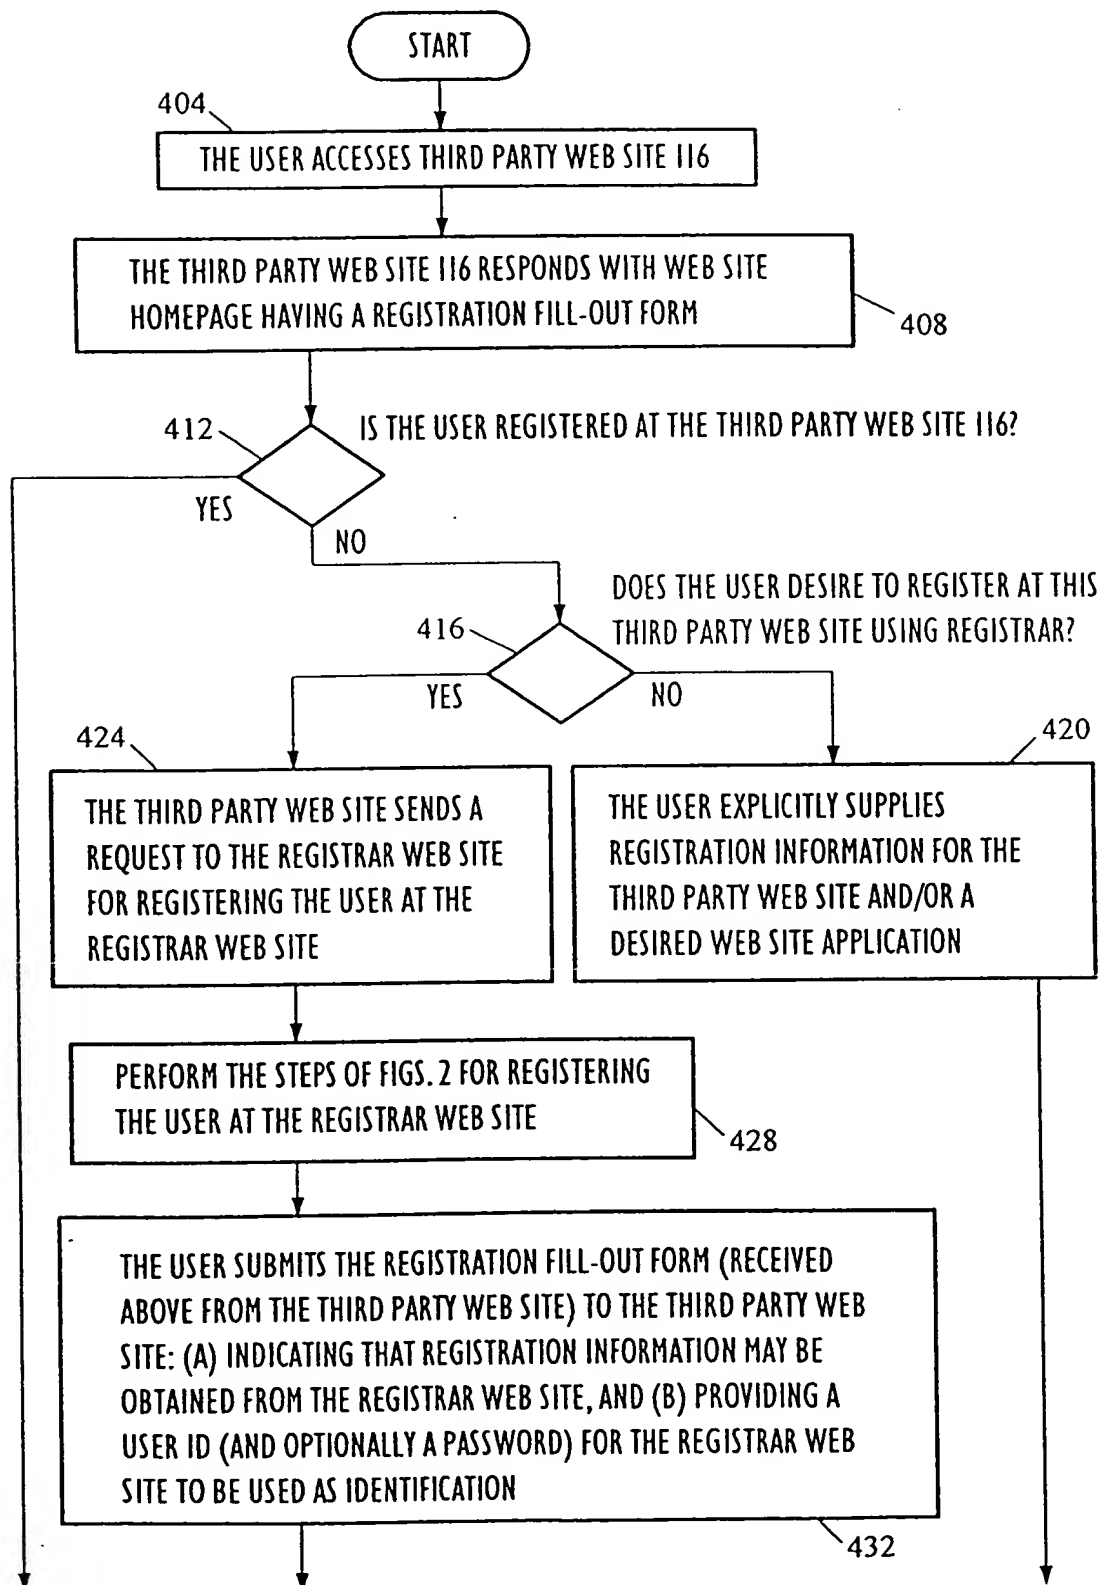 START
404
THE USER ACCESSES THIRD PARTY WEB SITE 116
THE THIRD PARTY WEB SITE 116 RESPONDS WITH WEB SITE
HOMEPAGE HAVING A REGISTRATION FILL-OUT FORM
408
412
IS THE USER REGISTERED AT THE THIRD PARTY WEB SITE 116?
YES
NO
DOES THE USER DESIRE TO REGISTER AT THIS
THIRD PARTY WEB SITE USING REGISTRAR?
416
YES
NO
424
420
THE THIRD PARTY WEB SITE SENDS A
REQUEST TO THE REGISTRAR WEB SITE
FOR REGISTERING THE USER AT THE
REGISTRAR WEB SITE
THE USER EXPLICITLY SUPPLIES
REGISTRATION INFORMATION FOR THE
THIRD PARTY WEB SITE AND/OR A
DESIRED WEB SITE APPLICATION
PERFORM THE STEPS OF FIGS. 2 FOR REGISTERING
THE USER AT THE REGISTRAR WEB SITE
428
THE USER SUBMITS THE REGISTRATION FILL-OUT FORM (RECEIVED
ABOVE FROM THE THIRD PARTY WEB SITE) TO THE THIRD PARTY WEB
SITE: (A) INDICATING THAT REGISTRATION INFORMATION MAY BE
OBTAINED FROM THE REGISTRAR WEB SITE, AND (B) PROVIDING A
USER ID (AND OPTIONALLY A PASSWORD) FOR THE REGISTRAR WEB
SITE TO BE USED AS IDENTIFICATION
432